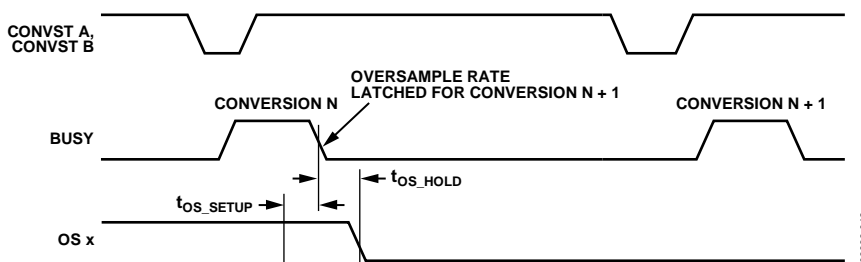 CONVST A,
CONVST B
OVERSAMPLE RATE
LATCHED FOR CONVERSION N + 1
CONVERSION N
CONVERSION N + 1
BUSY
tOS_HOLD
tOS_SETUP
OS x